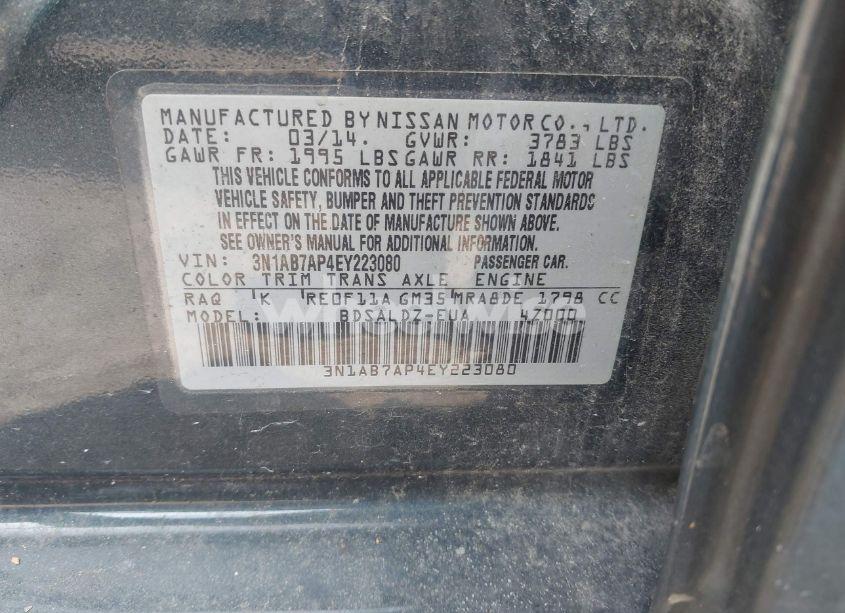 MANUFACTURED BY NISSAN MOTOR CO., LTD.
DATE: 03/14. GVWR: 3783 LBS
GAWR FR: 1995 LBS GAWR RR: 1841 LBS
THIS VEHICLE CONFORMS TO ALL APPLICABLE FEDERAL MOTOR
VEHICLE SAFETY, BUMPER AND THEFT PREVENTION STANDARDS
IN EFFECT ON THE DATE OF MANUFACTURE SHOWN ABOVE.
SEE OWNER'S MANUAL FOR ADDITIONAL INFORMATION.
VIN: 3N1AB7AP4EY223080 PASSENGER CAR.
COLOR TRIM TRANS AXLE ENGINE
RAQ K RE0F11A GM35 MRA8DE 1798 CC
MODEL: BDSALDZ-EUA 4Z000
3N1AB7AP4EY223080